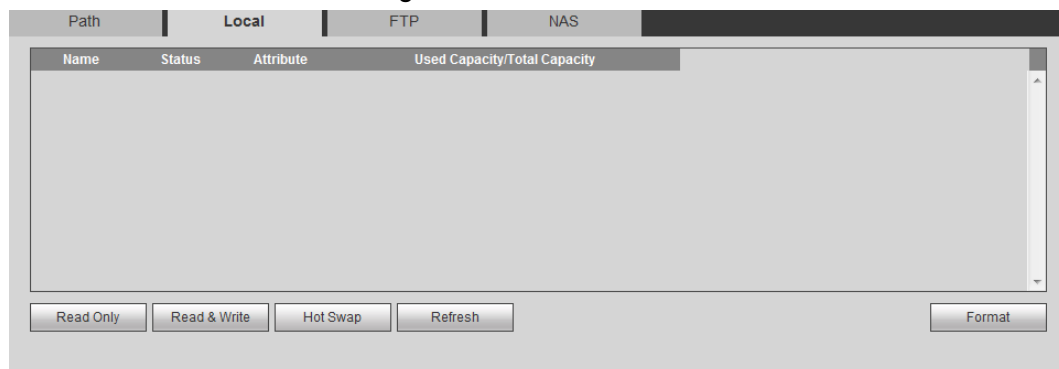 Path Local FTP NAS
Name Status Attribute Used Capacity/Total Capacity
Read Only Read & Write Hot Swap Refresh Format